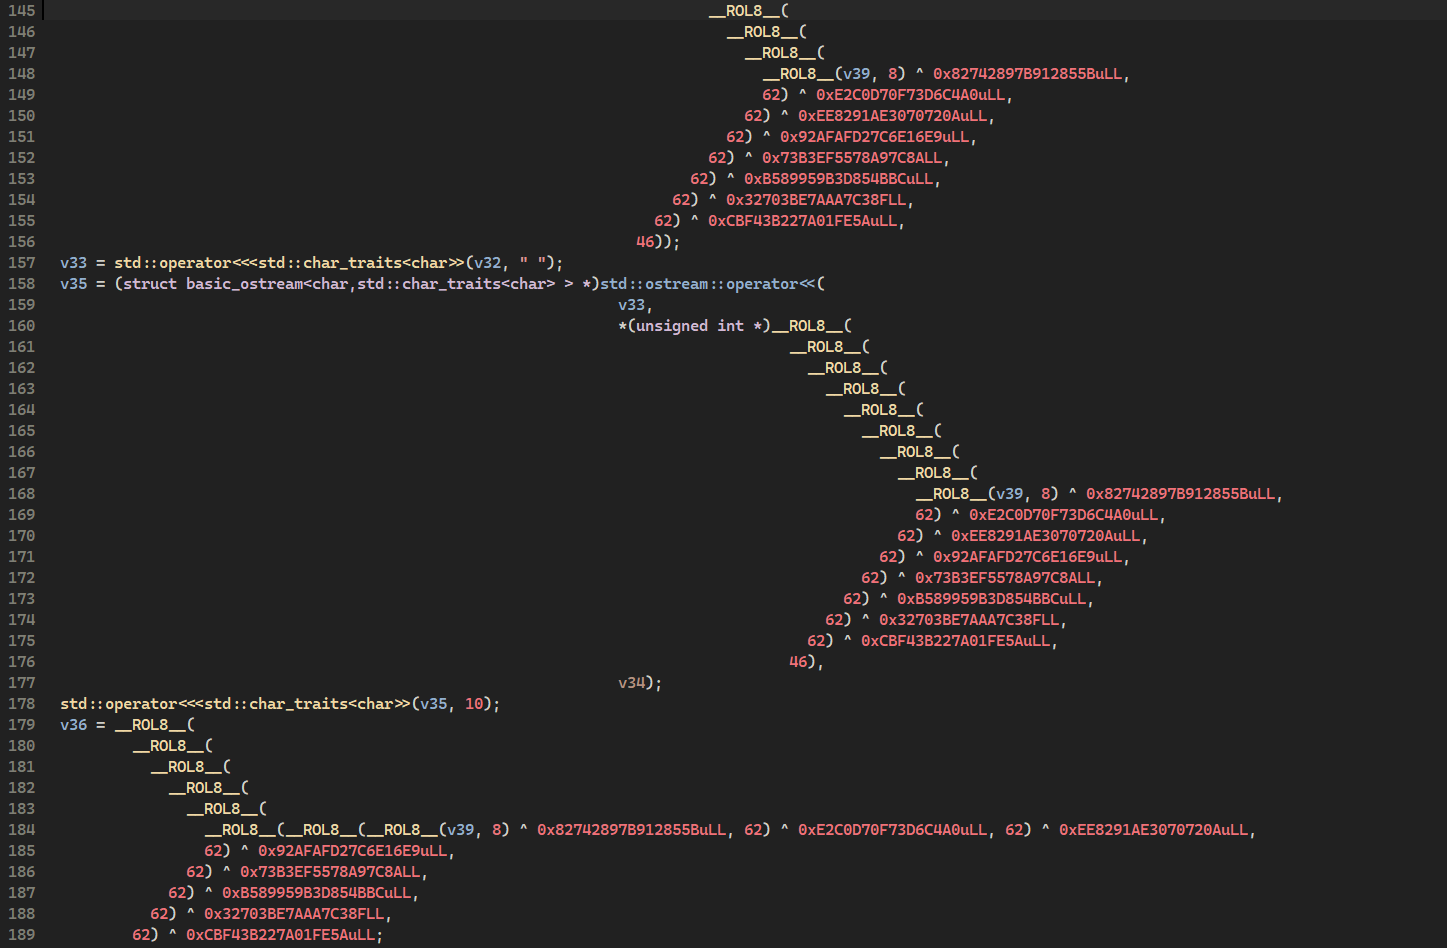 145 __ROL8__(
146 __ROL8__(
147 __ROL8__(
148 __ROL8__(v39, 8) ^ 0x82742897B912855BuLL,
149 62) ^ 0xE2C0D70F73D6C4A0uLL,
150 62) ^ 0xEE8291AE3070720AuLL,
151 62) ^ 0x92AFAFD27C6E16E9uLL,
152 62) ^ 0x73B3EF5578A97C8ALL,
153 62) ^ 0xB589959B3D854BBCuLL,
154 62) ^ 0x32703BE7AAA7C38FLL,
155 62) ^ 0xCBF43B227A01FE5AuLL,
156 46));
157 v33 = std::operator<<<std::char_traits<char>>(v32, " ");
158 v35 = (struct basic_ostream<char,std::char_traits<char> > *)std::ostream::operator<<(
159 v33,
160 *(unsigned int *)__ROL8__(
161 __ROL8__(
162 __ROL8__(
163 __ROL8__(
164 __ROL8__(
165 __ROL8__(
166 __ROL8__(
167 __ROL8__(
168 __ROL8__(v39, 8) ^ 0x82742897B912855BuLL,
169 62) ^ 0xE2C0D70F73D6C4A0uLL,
170 62) ^ 0xEE8291AE3070720AuLL,
171 62) ^ 0x92AFAFD27C6E16E9uLL,
172 62) ^ 0x73B3EF5578A97C8ALL,
173 62) ^ 0xB589959B3D854BBCuLL,
174 62) ^ 0x32703BE7AAA7C38FLL,
175 62) ^ 0xCBF43B227A01FE5AuLL,
176 46),
177 v34);
178 std::operator<<<std::char_traits<char>>(v35, 10);
179 v36 = __ROL8__(
180 __ROL8__(
181 __ROL8__(
182 __ROL8__(
183 __ROL8__(
184 __ROL8__(__ROL8__(__ROL8__(v39, 8) ^ 0x82742897B912855BuLL, 62) ^ 0xE2C0D70F73D6C4A0uLL, 62) ^ 0xEE8291AE3070720AuLL,
185 62) ^ 0x92AFAFD27C6E16E9uLL,
186 62) ^ 0x73B3EF5578A97C8ALL,
187 62) ^ 0xB589959B3D854BBCuLL,
188 62) ^ 0x32703BE7AAA7C38FLL,
189 62) ^ 0xCBF43B227A01FE5AuLL;